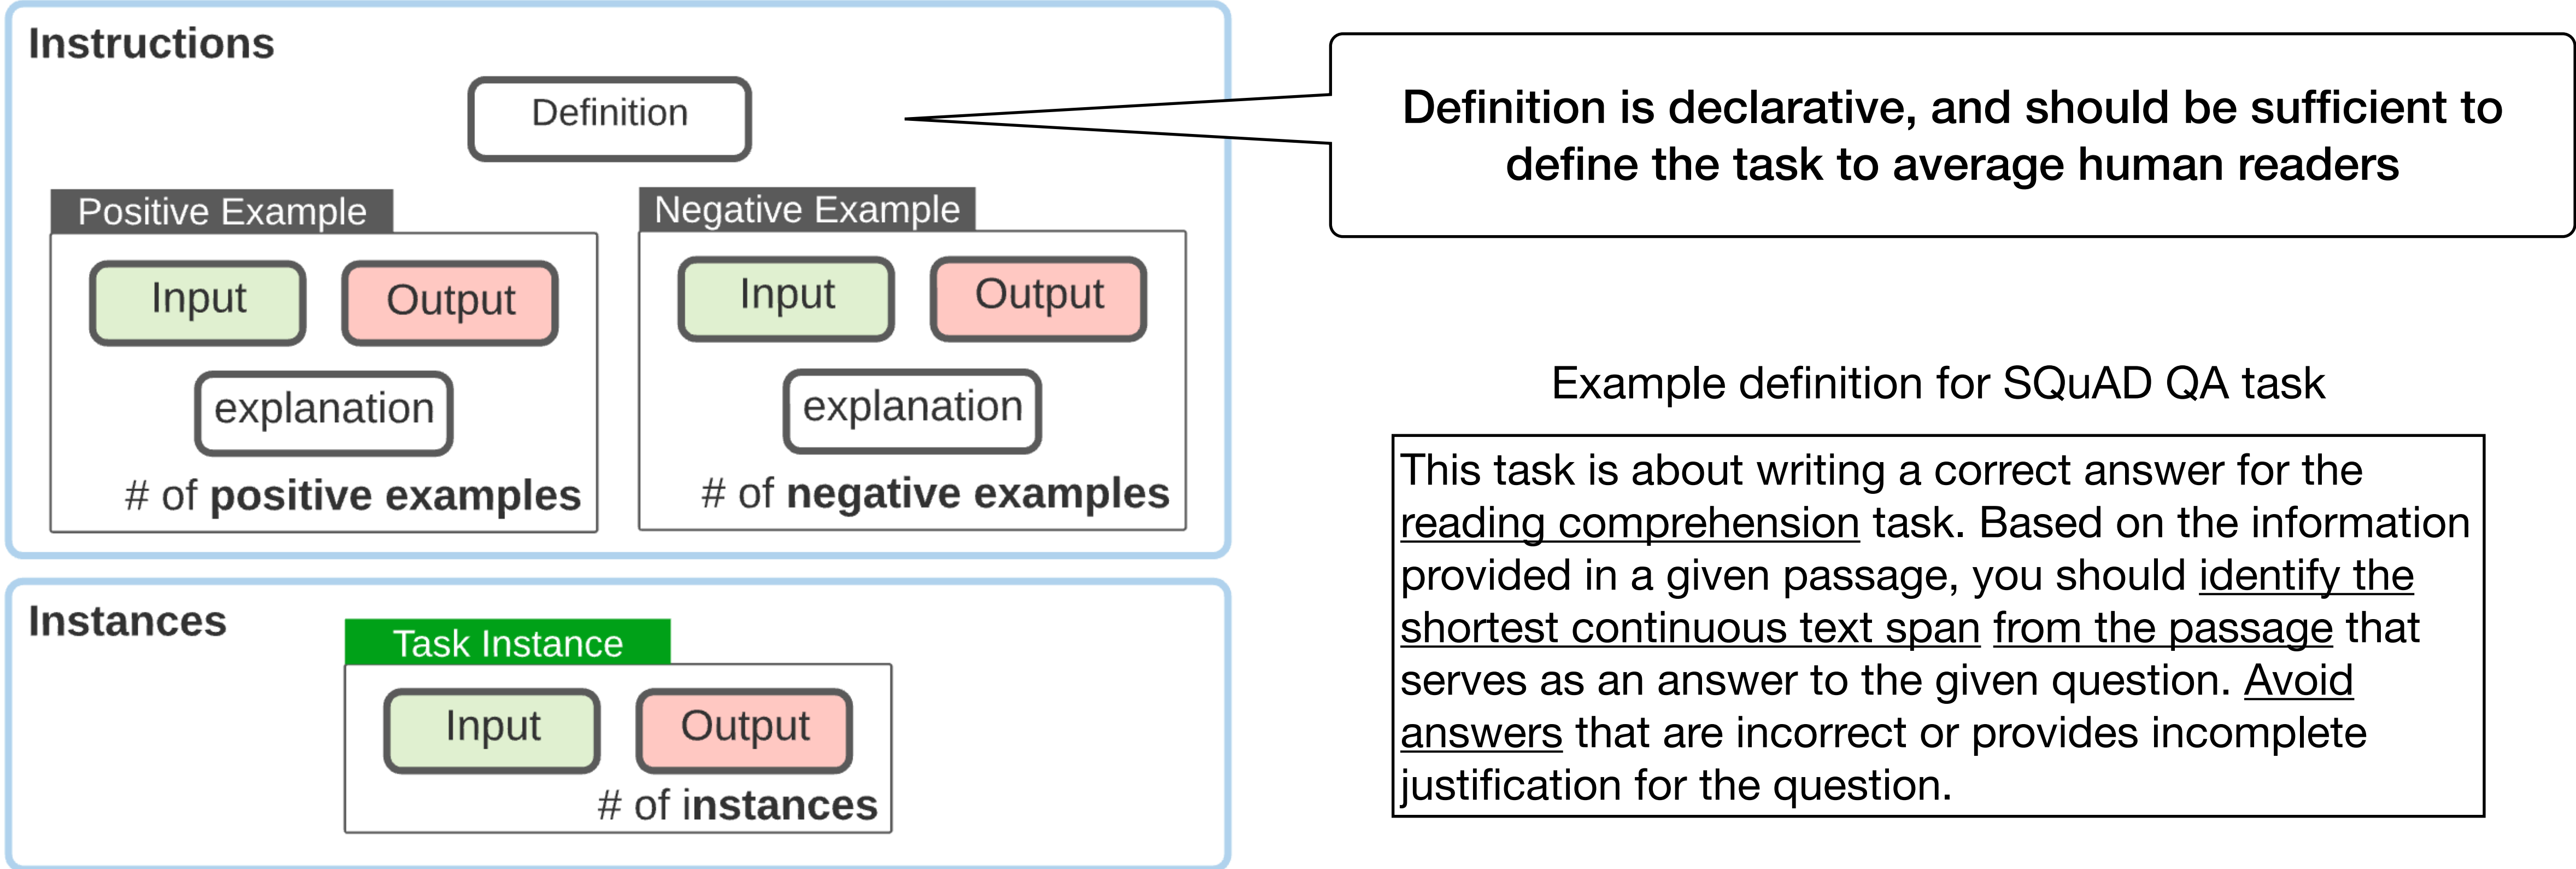 Instructions
Definition
Positive Example
Input
Output
explanation
# of positive examples
Negative Example
Input
Output
explanation
# of negative examples
Instances
Task Instance
Input
Output
# of instances
Definition is declarative, and should be sufficient to
define the task to average human readers
Example definition for SQuAD QA task
This task is about writing a correct answer for the
reading comprehension task. Based on the information
provided in a given passage, you should identify the
shortest continuous text span from the passage that
serves as an answer to the given question. Avoid
answers that are incorrect or provides incomplete
justification for the question.